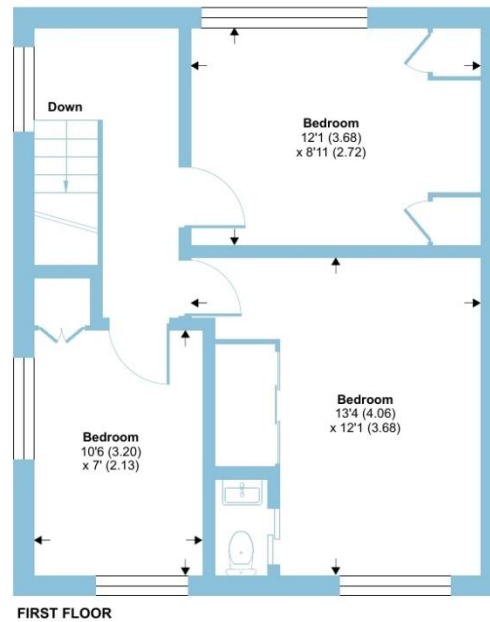 Down
Bedroom
12'1 (3.68)
x 8'11 (2.72)
Bedroom
13'4 (4.06)
x 12'1 (3.68)
Bedroom
10'6 (3.20)
x 7' (2.13)
FIRST FLOOR